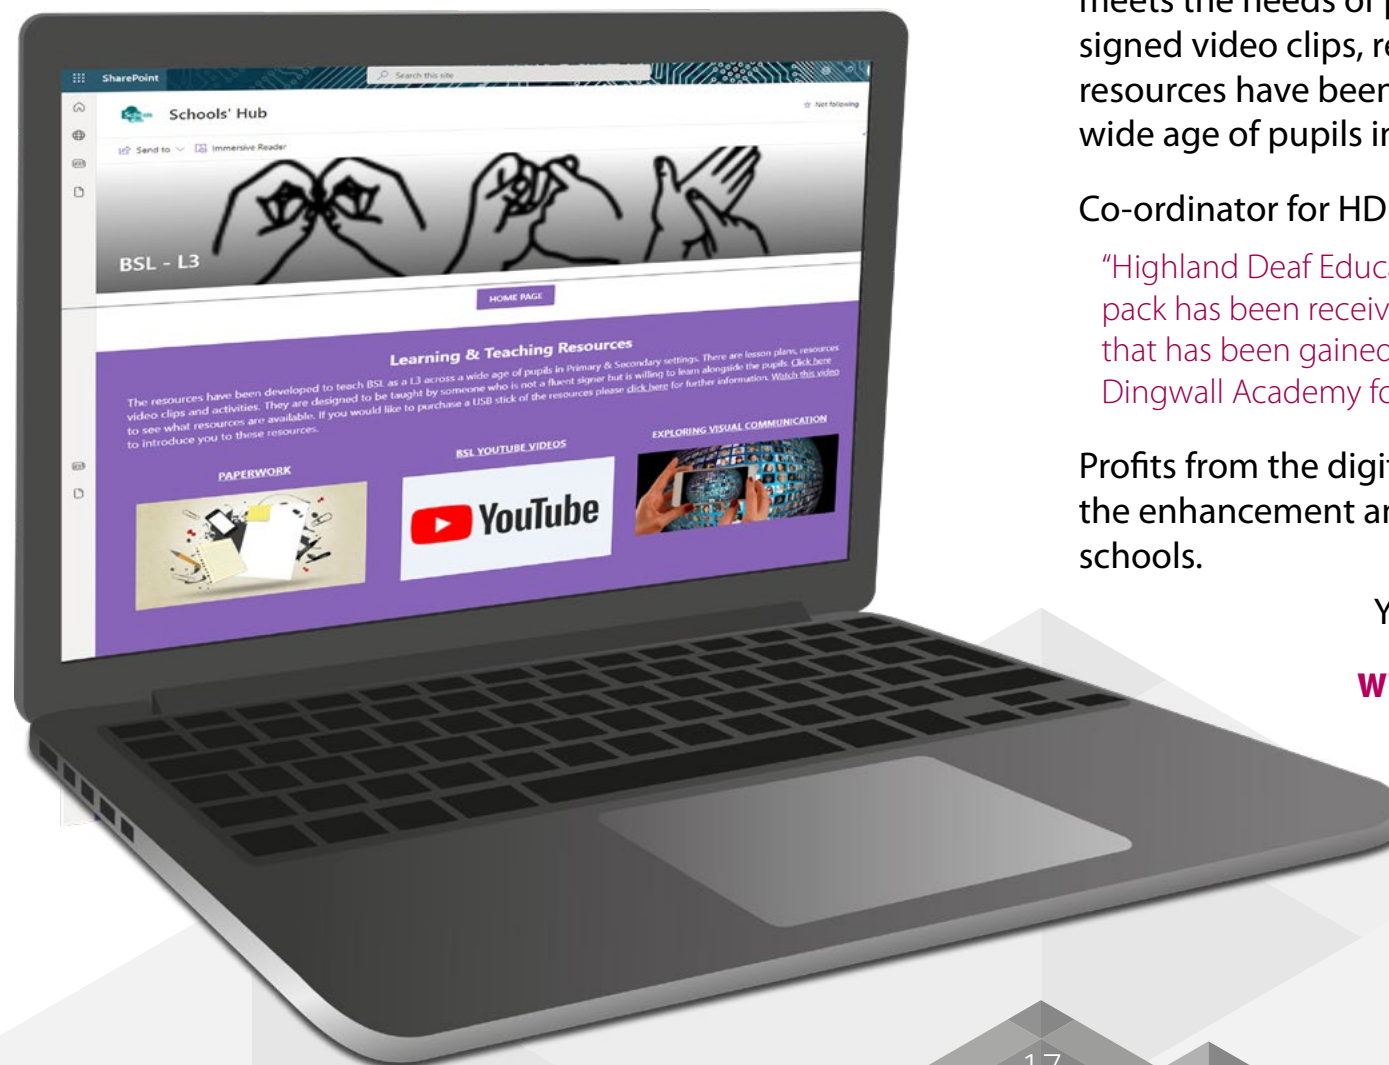 SharePoint
Search this site
Schools' Hub
Not following
Send to
Immersive Reader
BSL - L3
HOME PAGE
Learning & Teaching Resources
The resources have been developed to teach BSL as a L3 across a wide age of pupils in Primary & Secondary settings. There are lesson plans, resources
video clips and activities. They are designed to be taught by someone who is not a fluent signer but is willing to learn alongside the pupils. Click here
to see what resources are available. If you would like to purchase a USB stick of the resources please click here for further information. Watch this video
to introduce you to these resources.
PAPERWORK
BSL YOUTUBE VIDEOS
EXPLORING VISUAL COMMUNICATION
YouTube
meets the needs of p
signed video clips, re
resources have been
wide age of pupils in
Co-ordinator for HD
“Highland Deaf Educa
pack has been receiv
that has been gained
Dingwall Academy fo
Profits from the digit
the enhancement ar
schools.
Y
w
17